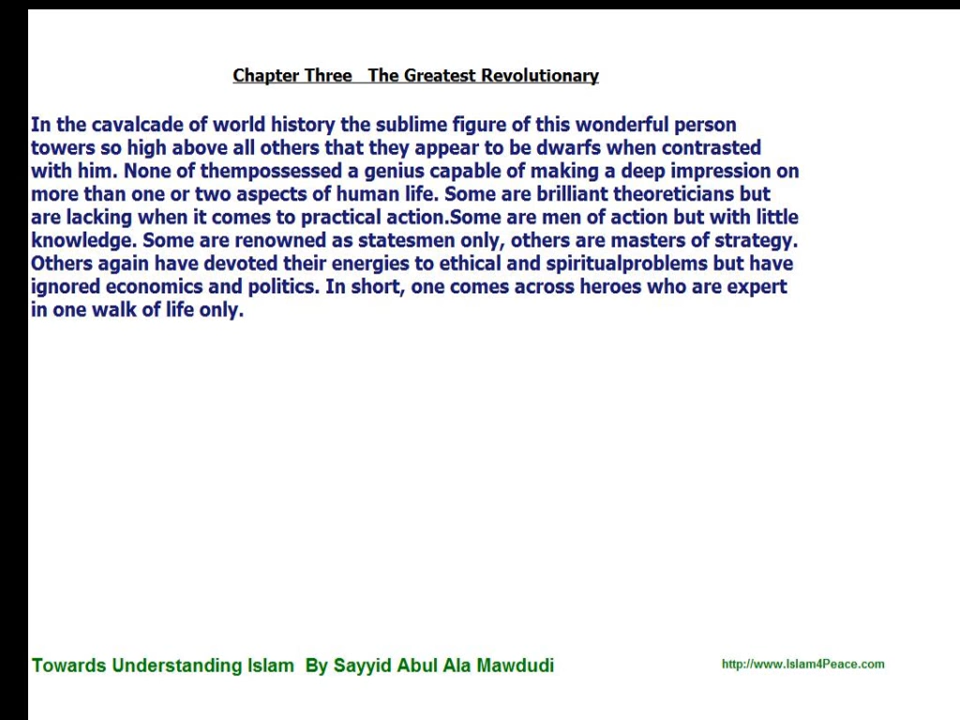 Chapter Three   The Greatest Revolutionary
In the cavalcade of world history the sublime figure of this wonderful person
towers so high above all others that they appear to be dwarfs when contrasted
with him. None of thempossessed a genius capable of making a deep impression on
more than one or two aspects of human life. Some are brilliant theoreticians but
are lacking when it comes to practical action.Some are men of action but with little
knowledge. Some are renowned as statesmen only, others are masters of strategy.
Others again have devoted their energies to ethical and spiritualproblems but have
ignored economics and politics. In short, one comes across heroes who are expert
in one walk of life only.
Towards Understanding Islam  By Sayyid Abul Ala Mawdudi
http://www.Islam4Peace.com